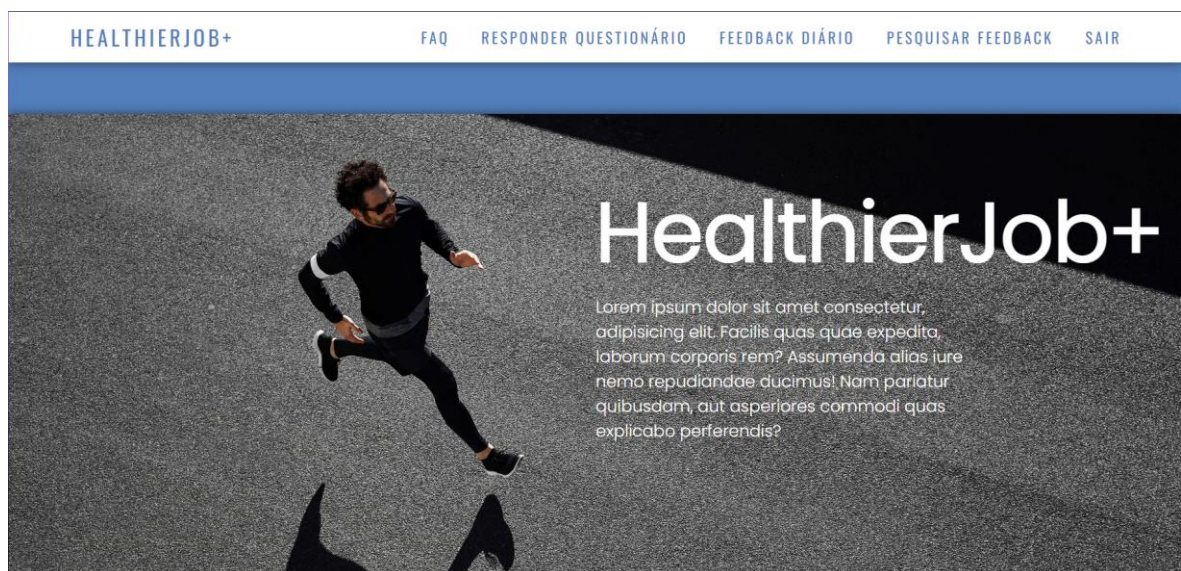 HEALTHIERJOB+
FAQ RESPONDER QUESTIONÁRIO FEEDBACK DIÁRIO PESQUISAR FEEDBACK SAIR
HealthierJob+
Lorem ipsum dolor sit amet consectetur,
adipisicing elit. Facilis quas quae expedita,
laborum corporis rem? Assumenda alias iure
nemo repudiandae ducimus! Nam pariatur
quibusdam, aut asperiores commodi quas
explicabo perferendis?